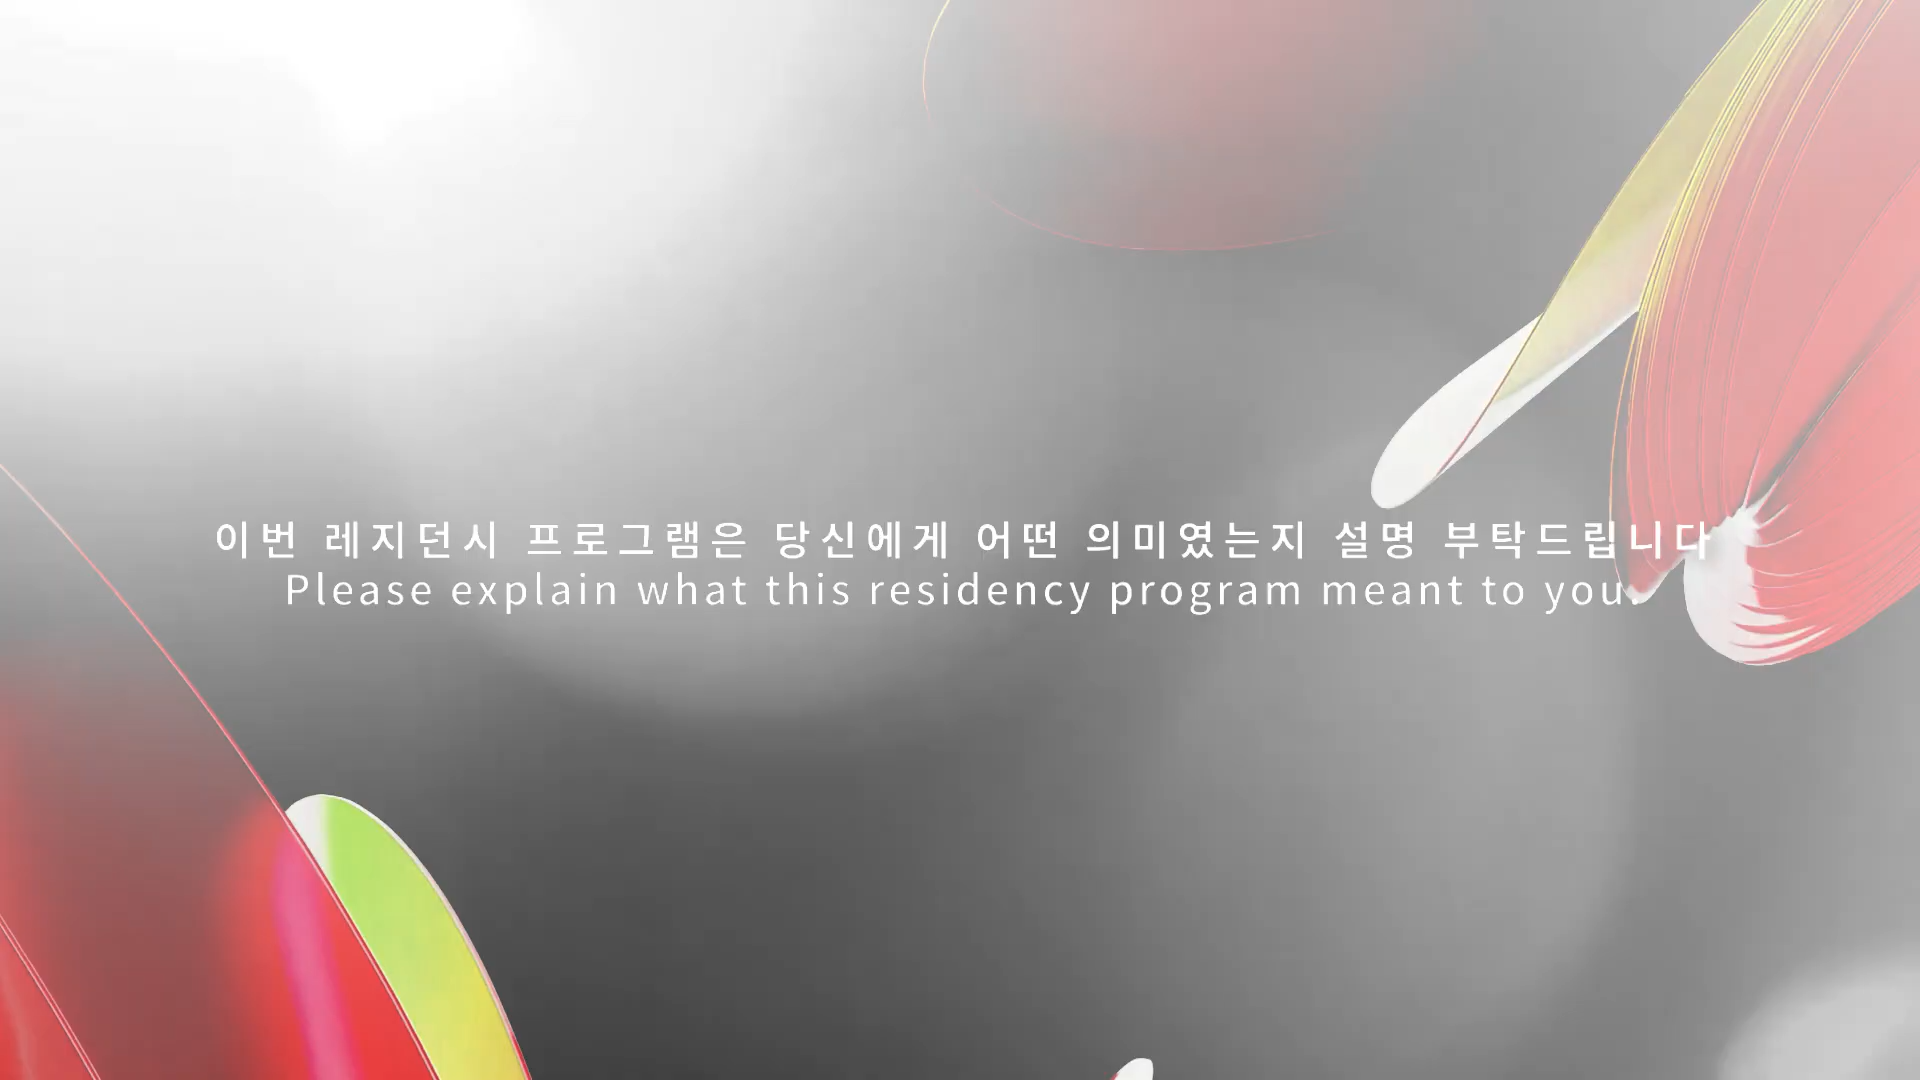 이번 레지던시 프로그램은 당신에게 어떤 의미였는지 설명 부탁드립니다
Please explain what this residency program meant to you.